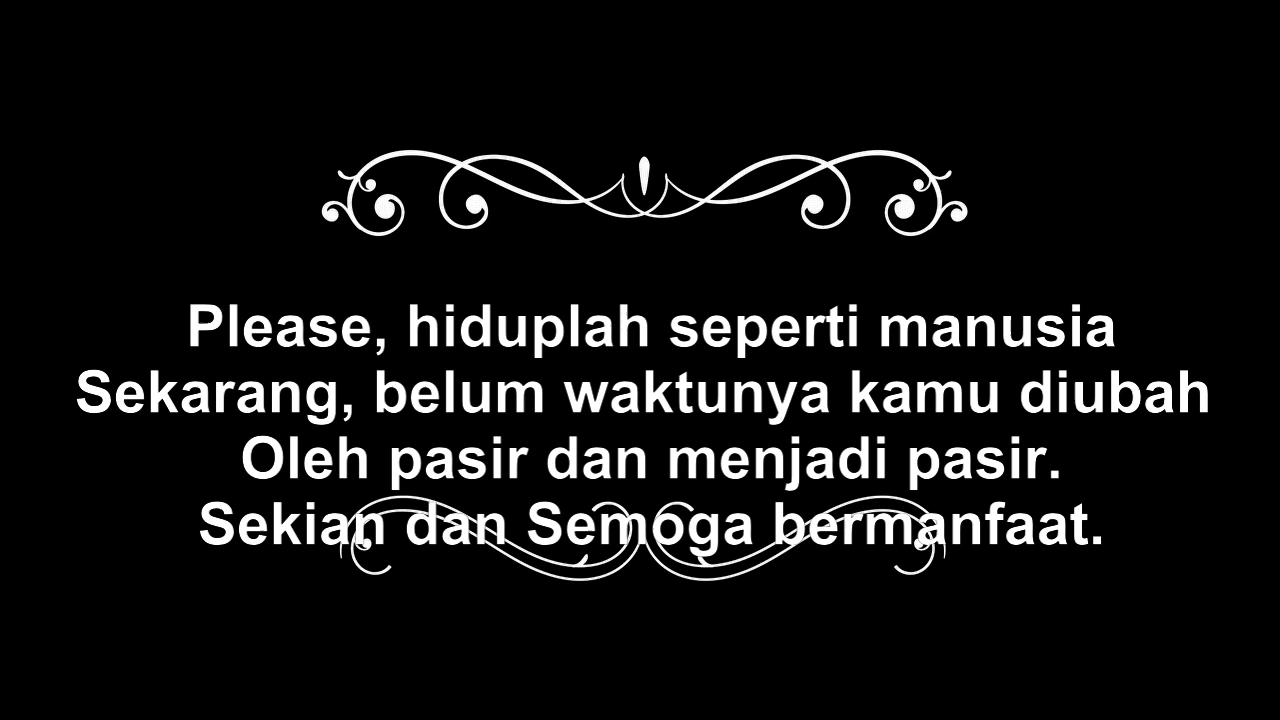 Please, hiduplah seperti manusia
Sekarang, belum waktunya kamu diubah
Oleh pasir dan menjadi pasir.
Sekian dan Semoga bermanfaat.